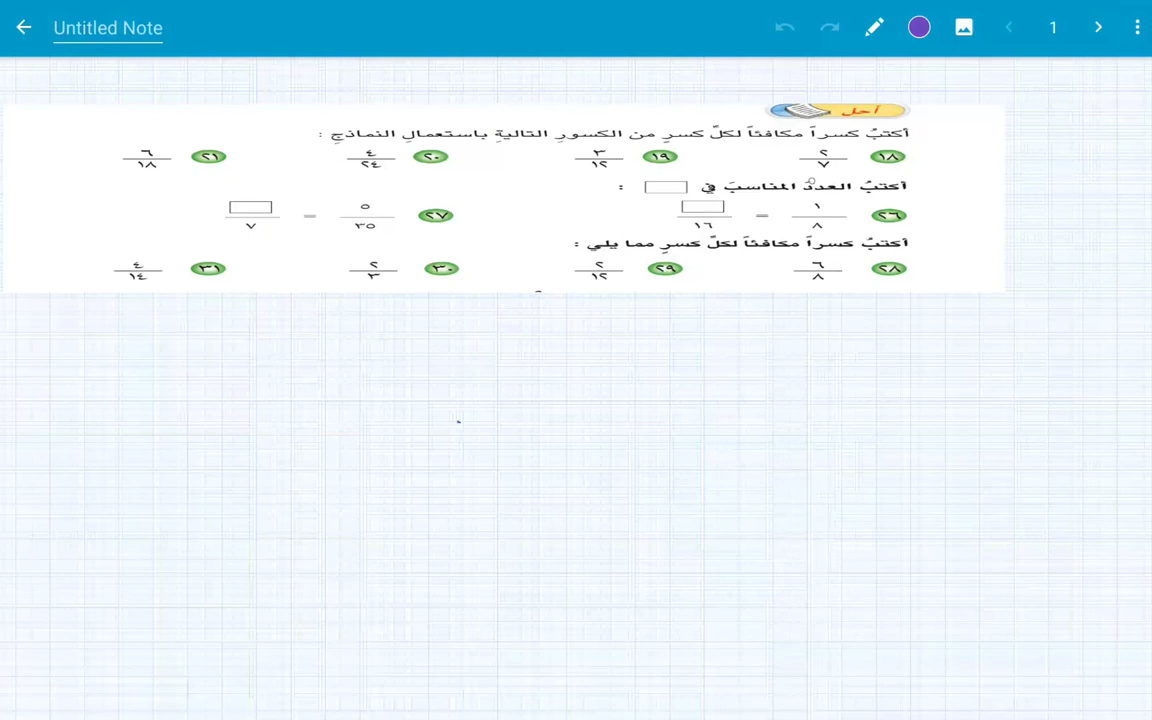 Untitled Note
1
أحل
أكتبُ كسراً مكافئاً لكلّ كسرٍ من الكسورِ التاليةِ باستعمالِ النماذجِ :
١٨ ٢/٧ ١٩ ٣/١٢ ٢٠ ٤/٢٤ ٢١ ٦/١٨
أكتبُ العددَ المناسبَ في :
٢٦ ١/٨ = /١٦ ٢٧ ٥/٣٥ = /٧
أكتبُ كسراً مكافئاً لكلّ كسرٍ مما يلي :
٢٨ ٦/٨ ٢٩ ٢/١٢ ٣٠ ٢/٣ ٣١ ٤/١٤